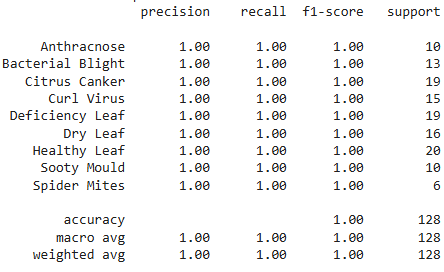 precision recall f1-score support
Anthracnose 1.00 1.00 1.00 10
Bacterial Blight 1.00 1.00 1.00 13
Citrus Canker 1.00 1.00 1.00 19
Curl Virus 1.00 1.00 1.00 15
Deficiency Leaf 1.00 1.00 1.00 19
Dry Leaf 1.00 1.00 1.00 16
Healthy Leaf 1.00 1.00 1.00 20
Sooty Mould 1.00 1.00 1.00 10
Spider Mites 1.00 1.00 1.00 6
accuracy 1.00 128
macro avg 1.00 1.00 1.00 128
weighted avg 1.00 1.00 1.00 128